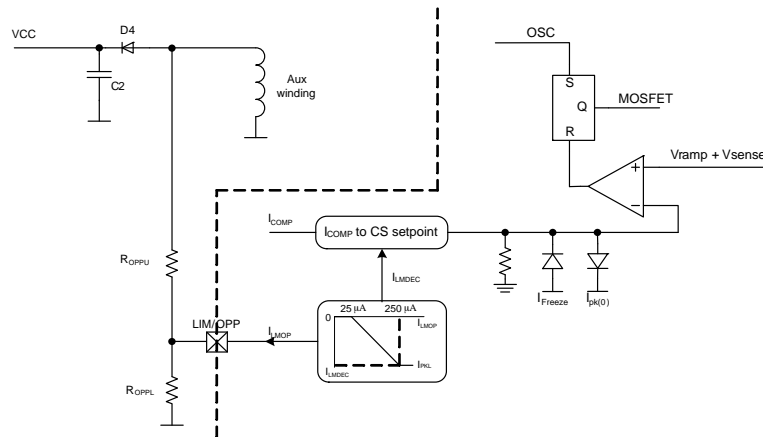 D4
VCC
OSC
C2
Aux
winding
S
Q
MOSFET
R
Vramp + Vsense
+
−
I_COMP
I_COMP to CS setpoint
R_OPPU
I_LMDEC
I_Freeze
I_pk(0)
25 µA
250 µA
LIM/OPP
I_LMOP
0
I_LMOP
I_LMDEC
I_PKL
R_OPPL